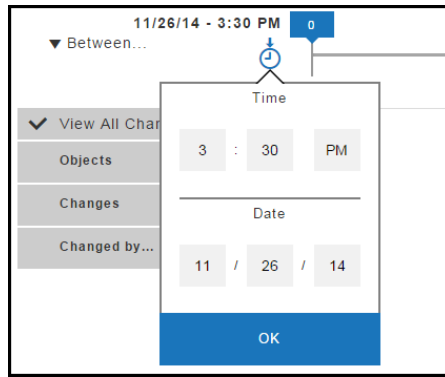 11/26/14 - 3:30 PM 0
▼ Between...
Time
View All Char
3 : 30 PM
Objects
Changes
Date
Changed by...
11 / 26 / 14
OK